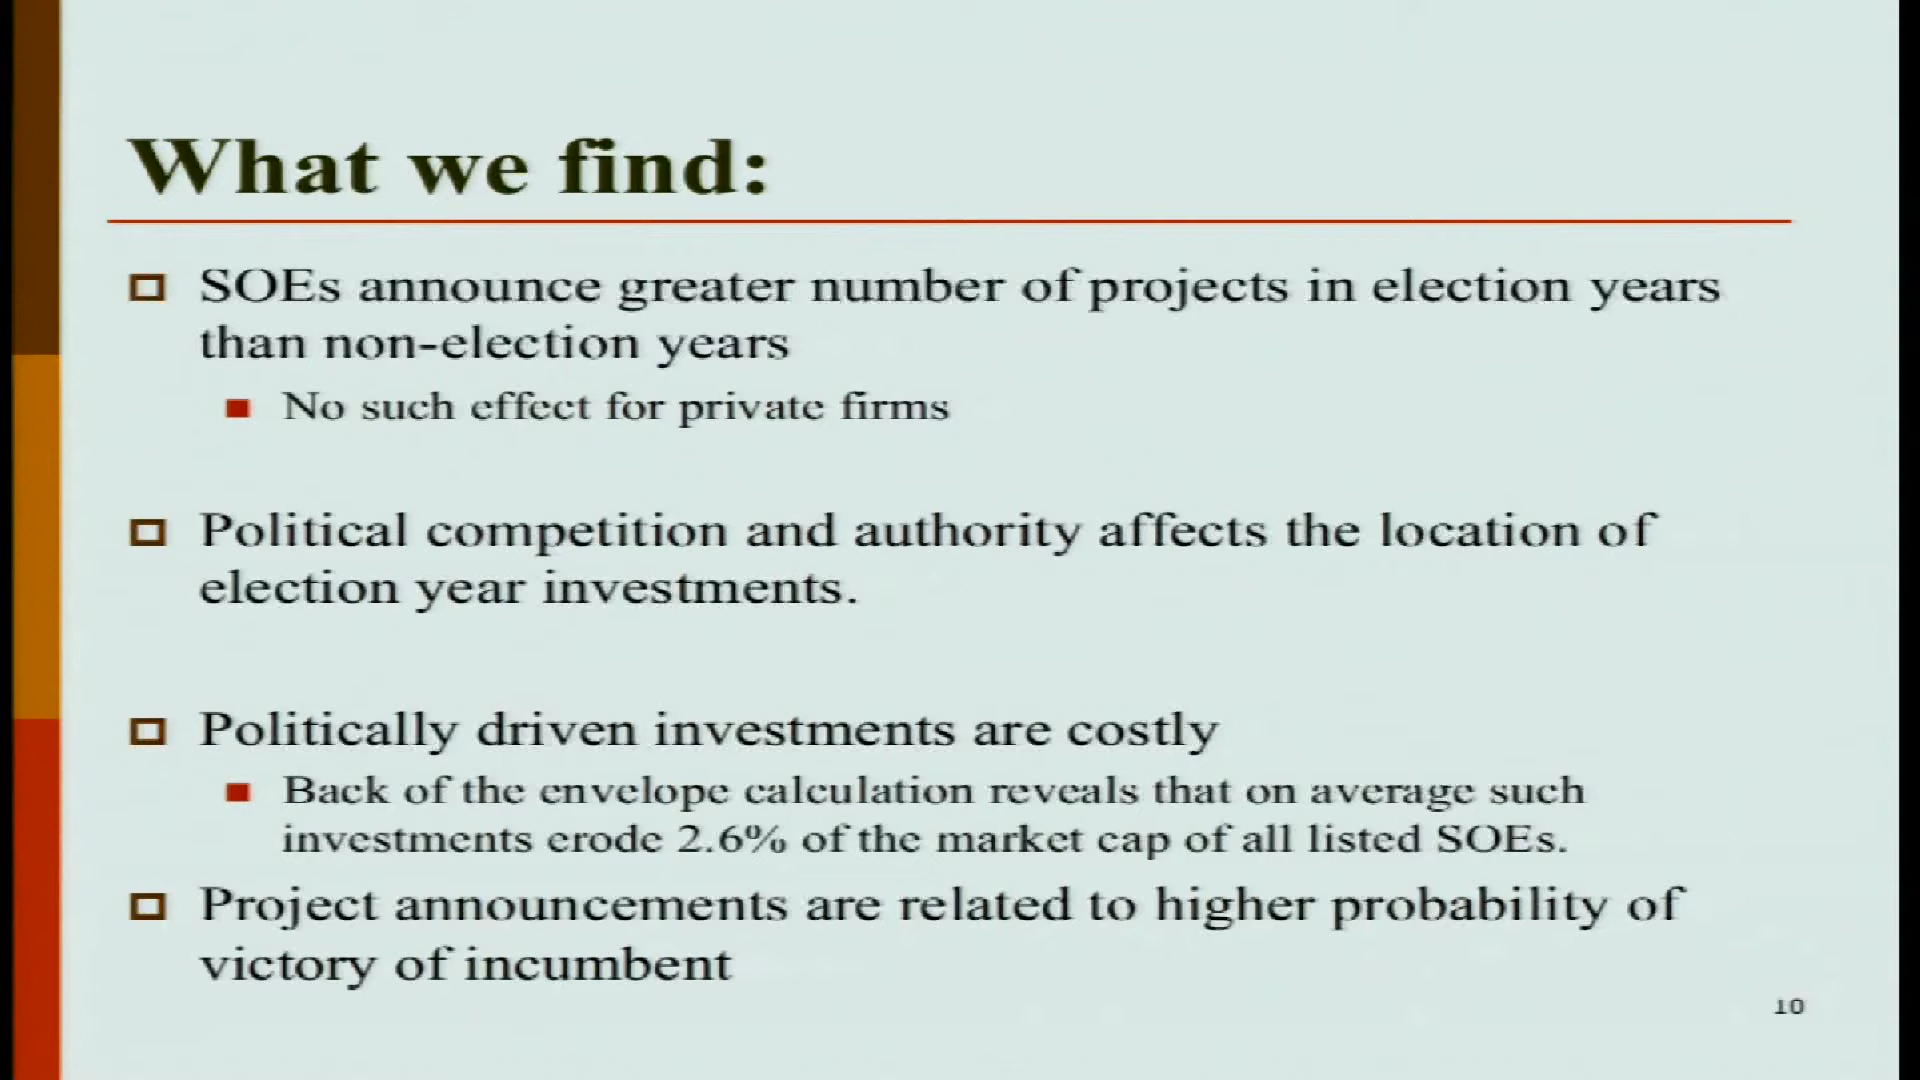 What we find:
SOEs announce greater number of projects in election years
than non-election years
No such effect for private firms
Political competition and authority affects the location of
election year investments.
Politically driven investments are costly
Back of the envelope calculation reveals that on average such
investments erode 2.6% of the market cap of all listed SOEs.
Project announcements are related to higher probability of
victory of incumbent
10